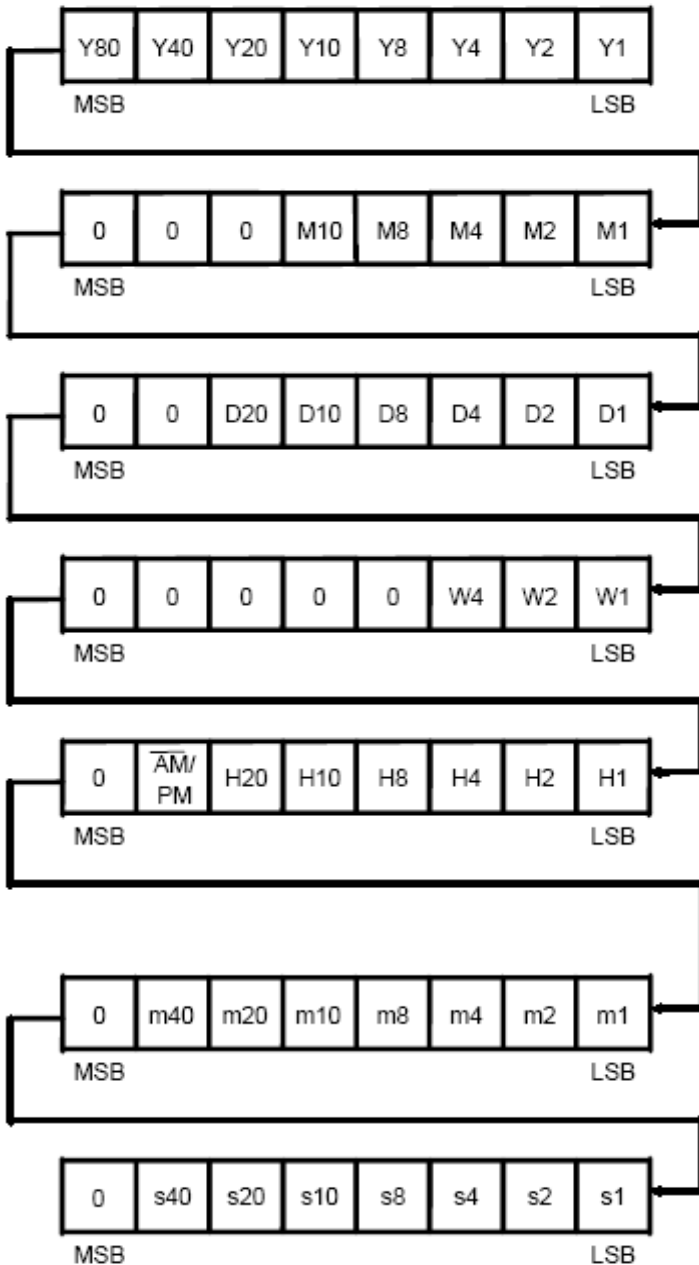 Y80 Y40 Y20 Y10 Y8 Y4 Y2 Y1
MSB LSB
0 0 0 M10 M8 M4 M2 M1
MSB LSB
0 0 D20 D10 D8 D4 D2 D1
MSB LSB
0 0 0 0 0 W4 W2 W1
MSB LSB
0 A̅M̅/ PM H20 H10 H8 H4 H2 H1
MSB LSB
0 m40 m20 m10 m8 m4 m2 m1
MSB LSB
0 s40 s20 s10 s8 s4 s2 s1
MSB LSB